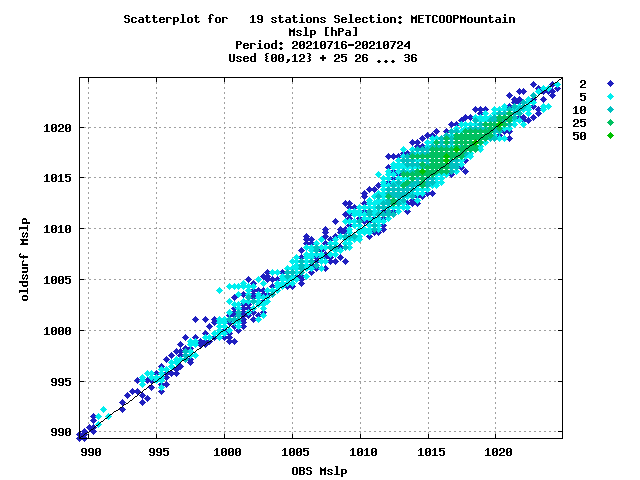 Scatterplot for   19 stations Selection: METCOOPMountain
Mslp [hPa]
Period: 20210716-20210724
Used {00,12} + 25 26 ... 36
2
5
10
25
50
1020
1015
1010
1005
1000
995
990
oldsurf Mslp
990 995 1000 1005 1010 1015 1020
OBS Mslp